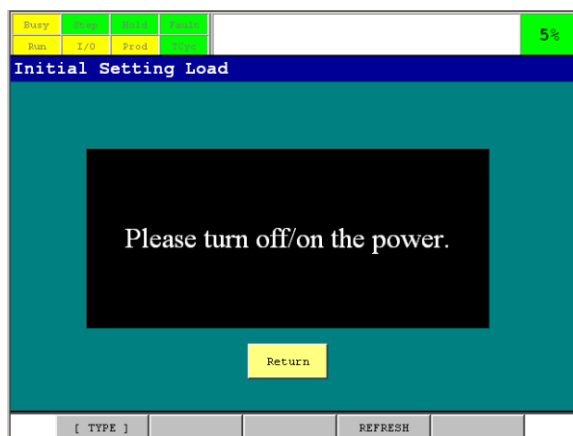 Busy Step Hold Fault
Run I/O Prod TCyc
5%
Initial Setting Load
Please turn off/on the power.
Return
[ TYPE ] REFRESH